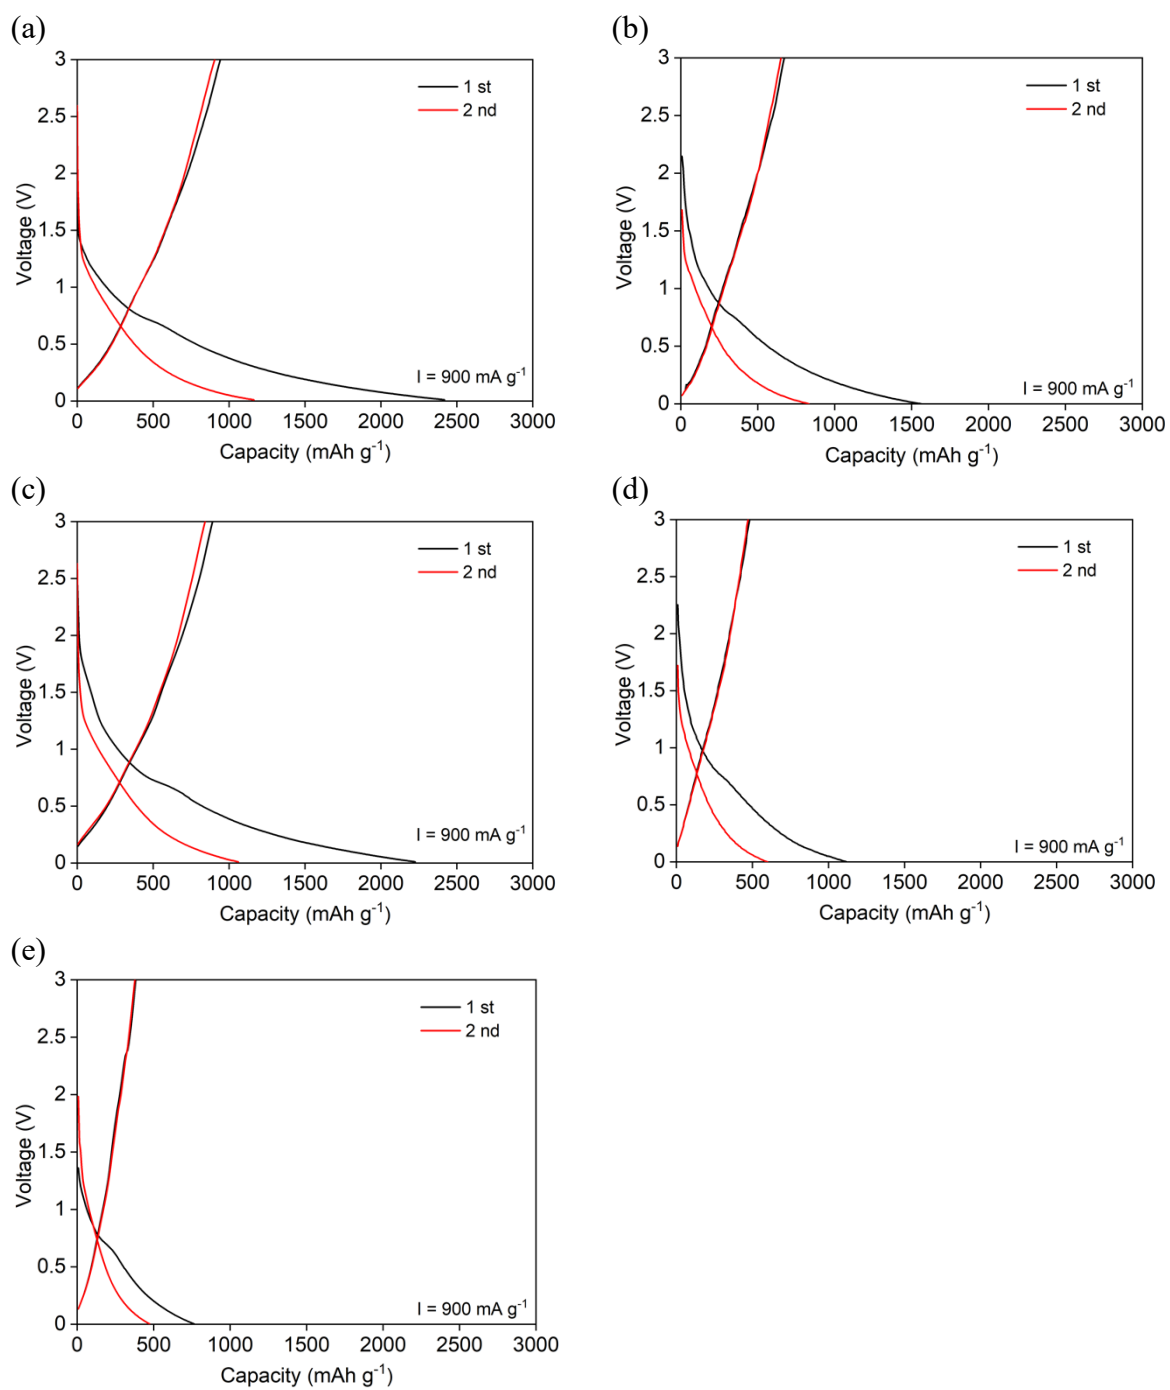 (a)
3
2.5
2
1.5
1
0.5
0
Voltage (V)
1 st
2 nd
I = 900 mA g⁻¹
0 500 1000 1500 2000 2500 3000
Capacity (mAh g⁻¹)
(b)
3
2.5
2
1.5
1
0.5
0
Voltage (V)
1 st
2 nd
I = 900 mA g⁻¹
0 500 1000 1500 2000 2500 3000
Capacity (mAh g⁻¹)
(c)
3
2.5
2
1.5
1
0.5
0
Voltage (V)
1 st
2 nd
I = 900 mA g⁻¹
0 500 1000 1500 2000 2500 3000
Capacity (mAh g⁻¹)
(d)
3
2.5
2
1.5
1
0.5
0
Voltage (V)
1 st
2 nd
I = 900 mA g⁻¹
0 500 1000 1500 2000 2500 3000
Capacity (mAh g⁻¹)
(e)
3
2.5
2
1.5
1
0.5
0
Voltage (V)
1 st
2 nd
I = 900 mA g⁻¹
0 500 1000 1500 2000 2500 3000
Capacity (mAh g⁻¹)